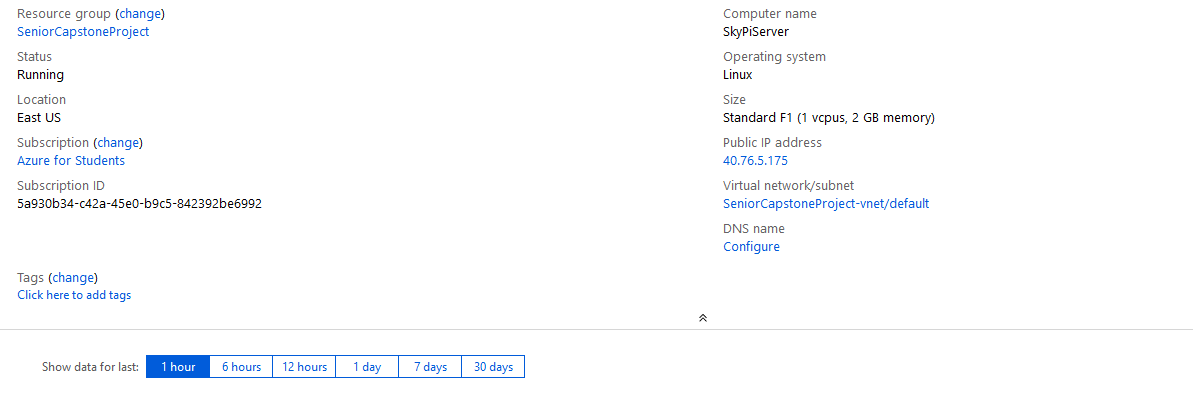 Resource group (change)
SeniorCapstoneProject
Status
Running
Location
East US
Subscription (change)
Azure for Students
Subscription ID
5a930b34-c42a-45e0-b9c5-842392be6992
Tags (change)
Click here to add tags
Computer name
SkyPiServer
Operating system
Linux
Size
Standard F1 (1 vcpus, 2 GB memory)
Public IP address
40.76.5.175
Virtual network/subnet
SeniorCapstoneProject-vnet/default
DNS name
Configure
Show data for last: 1 hour 6 hours 12 hours 1 day 7 days 30 days